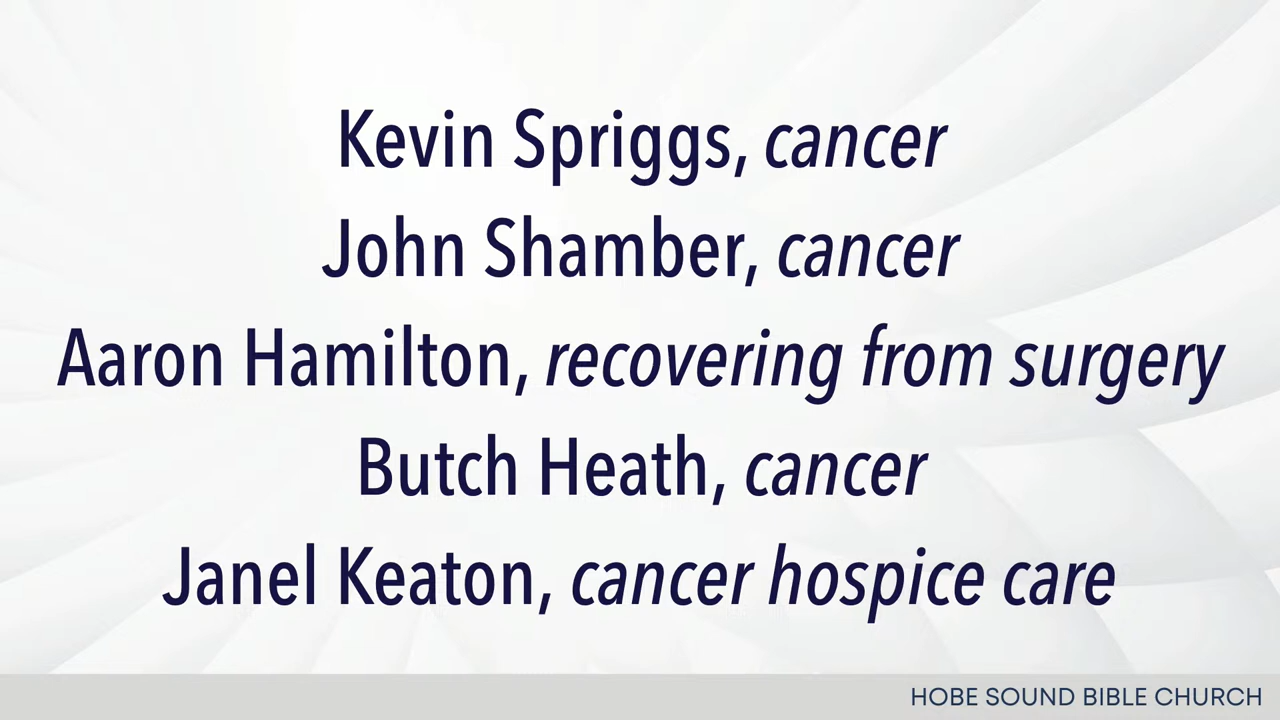 Kevin Spriggs, cancer
John Shamber, cancer
Aaron Hamilton, recovering from surgery
Butch Heath, cancer
Janel Keaton, cancer hospice care
HOBE SOUND BIBLE CHURCH